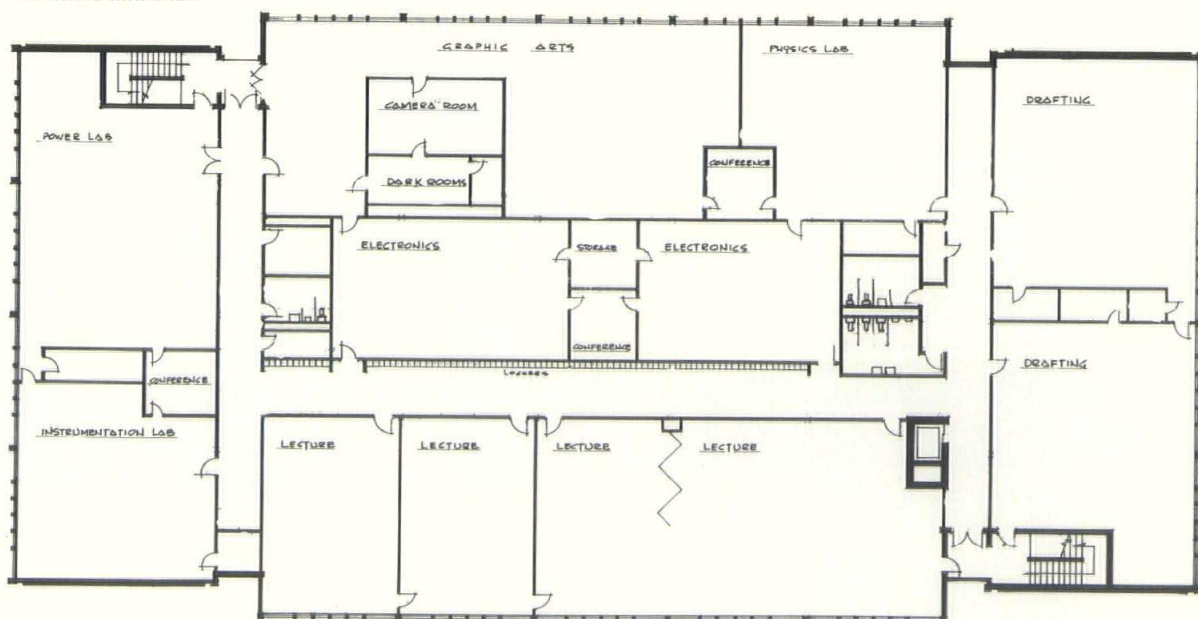 GRAPHIC ARTS
PHYSICS LAB
CAMERA ROOM
DRAFTING
POWER LAB
CONFERENCE
DARK ROOMS
ELECTRONICS
STORAGE
ELECTRONICS
CONFERENCE
DRAFTING
LOCKERS
CONFERENCE
INSTRUMENTATION LAB
LECTURE
LECTURE
LECTURE
LECTURE